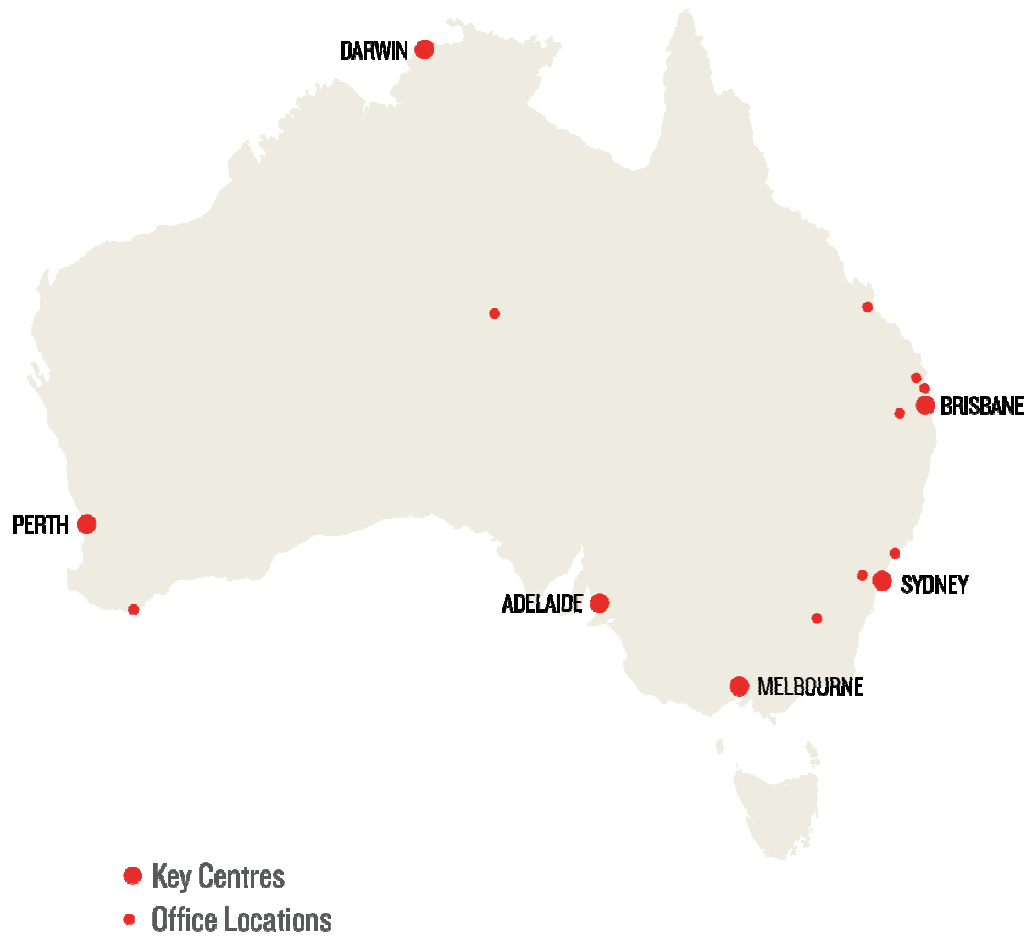 DARWIN
BRISBANE
PERTH
SYDNEY
ADELAIDE
MELBOURNE
Key Centres
Office Locations